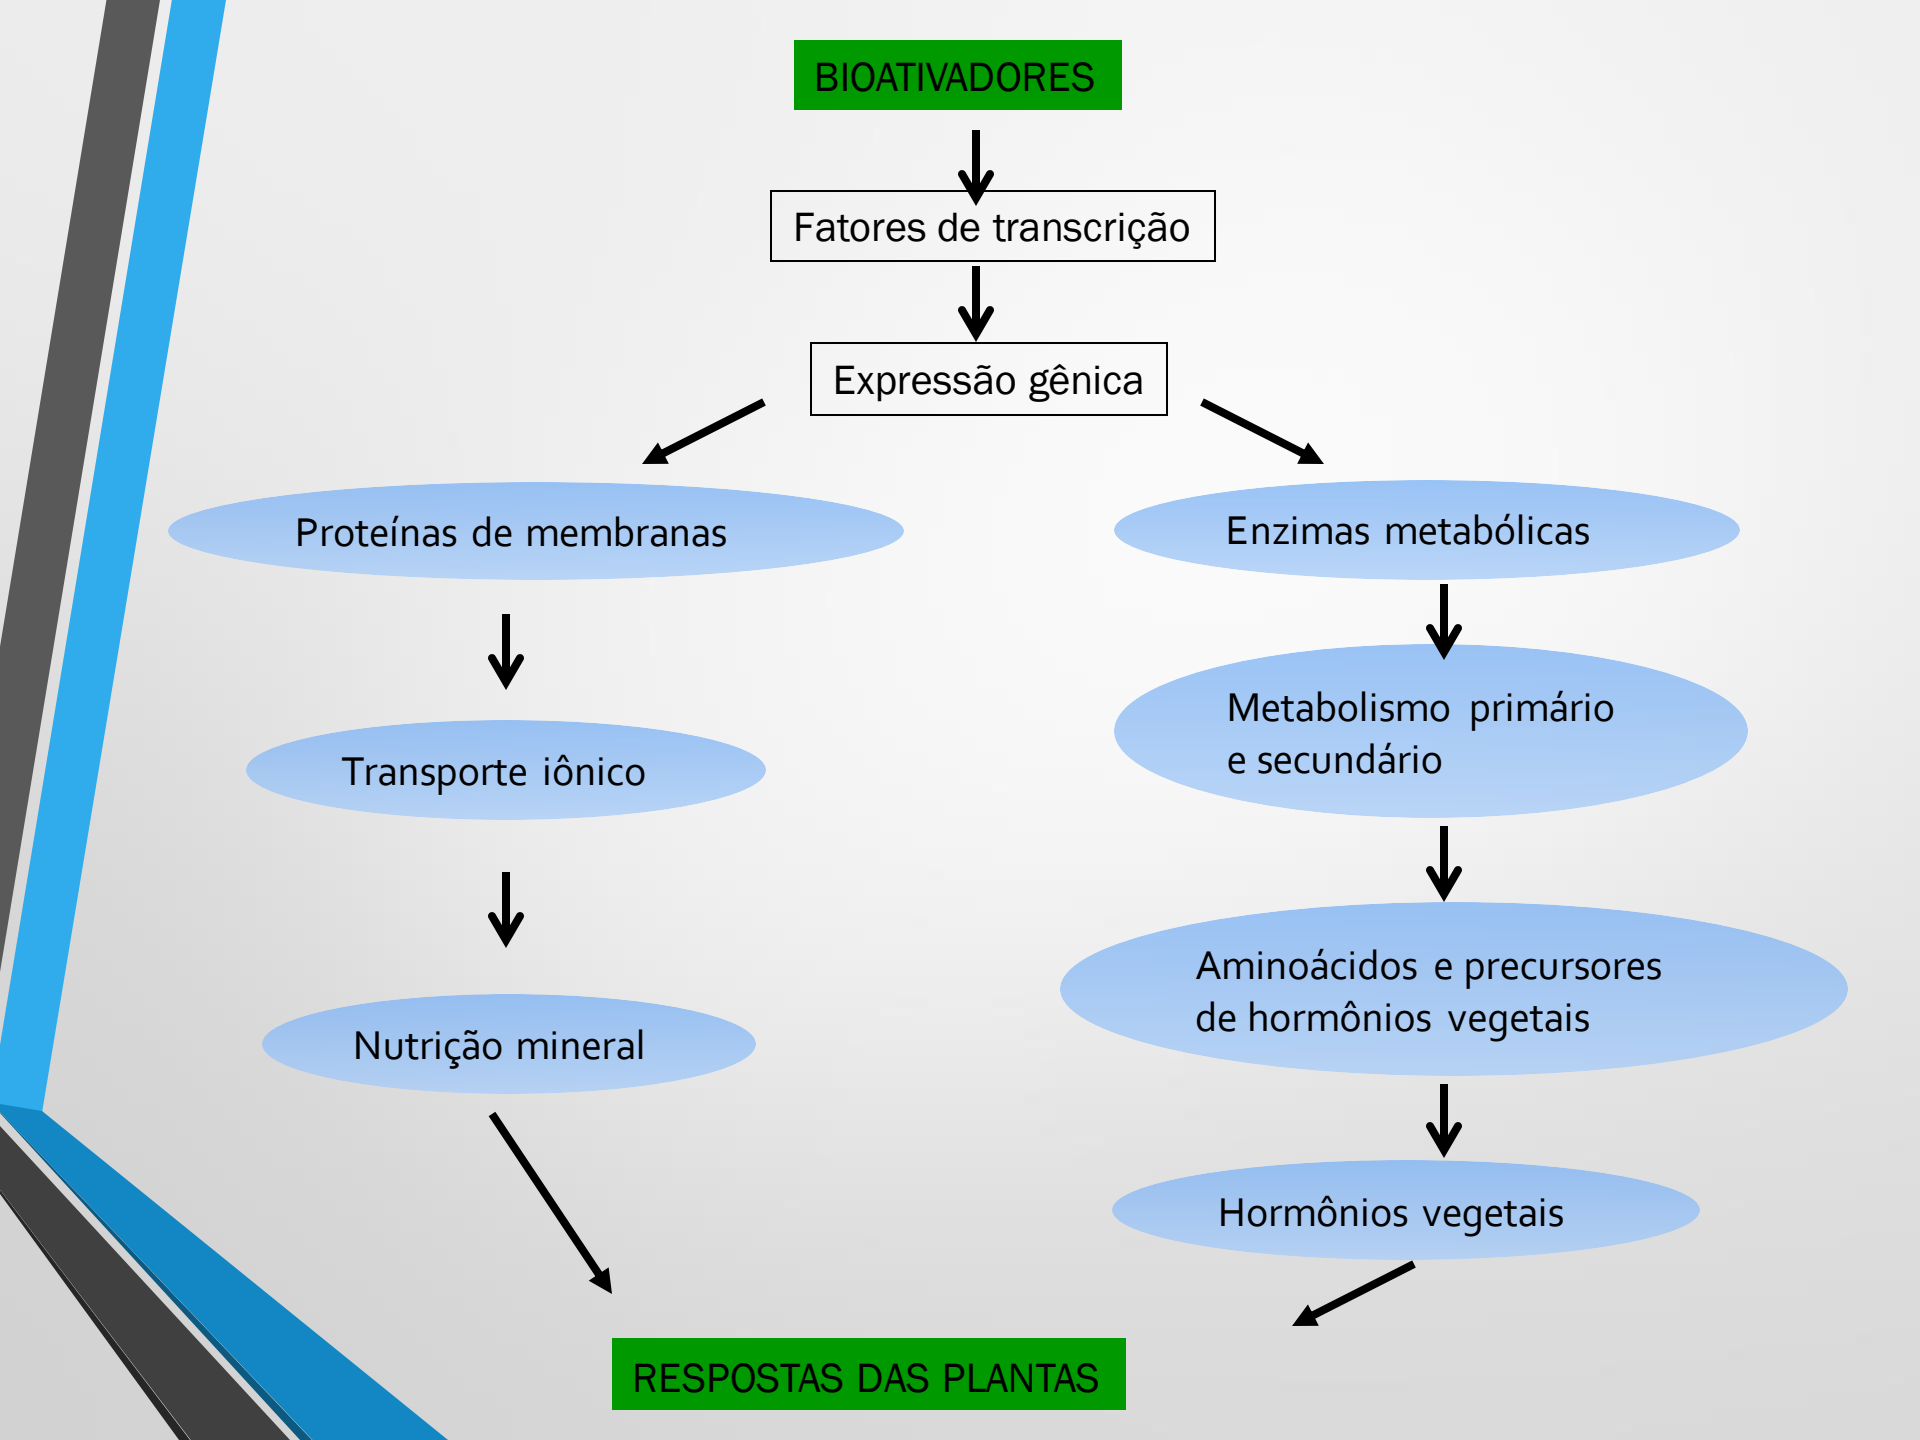 BIOATIVADORES
Fatores de transcrição
Expressão gênica
Proteínas de membranas
Enzimas metabólicas
Transporte iônico
Metabolismo primário
e secundário
Nutrição mineral
Aminoácidos e precursores
de hormônios vegetais
Hormônios vegetais
RESPOSTAS DAS PLANTAS